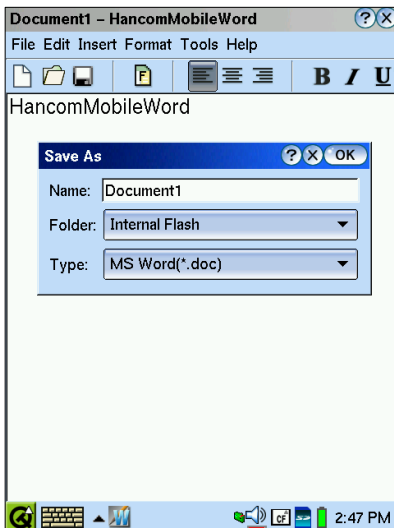 Document1 – HancomMobileWord ? X
File Edit Insert Format Tools Help
F B I U
HancomMobileWord
Save As ? X OK
Name: Document1
Folder: Internal Flash
Type: MS Word(*.doc)
CF 2:47 PM